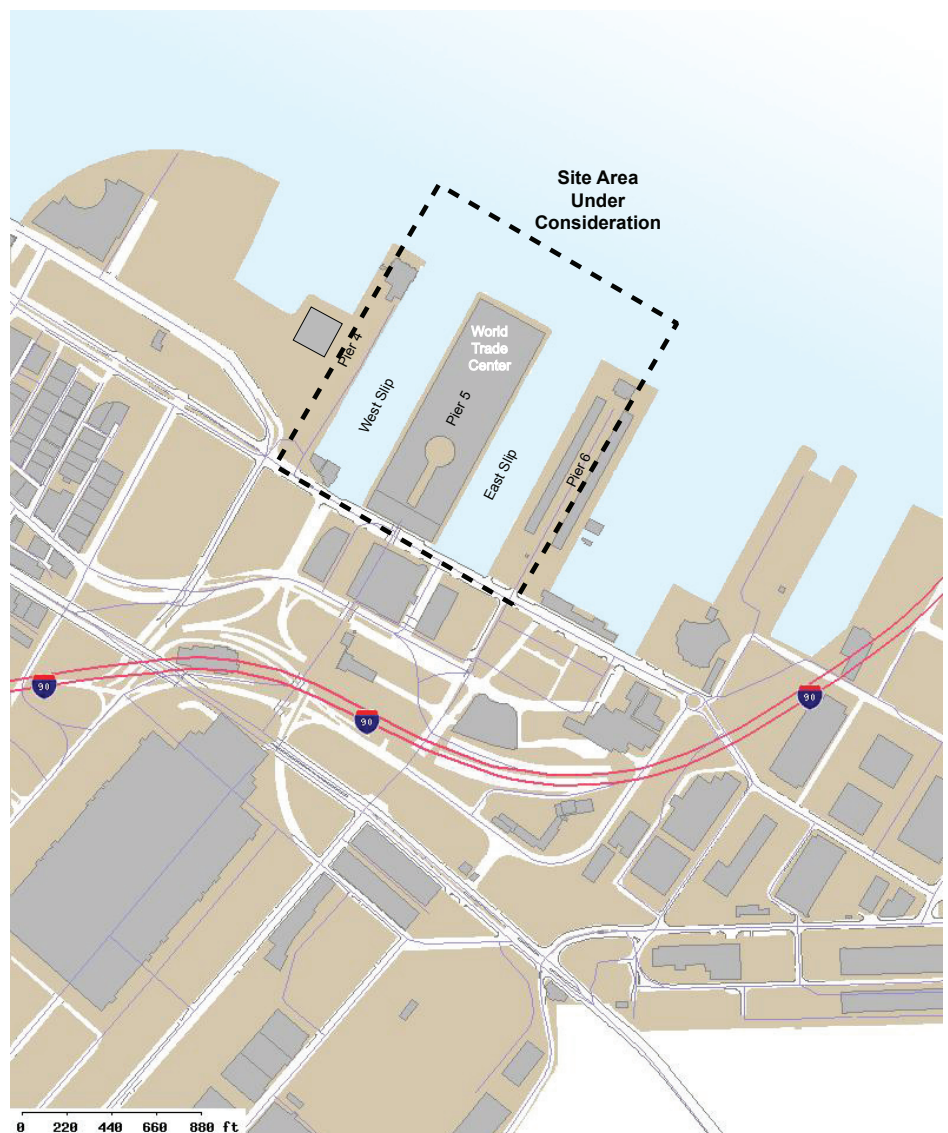 Site Area
Under
Consideration
World
Trade
Center
Pier 4
West Slip
Pier 5
East Slip
Pier 6
90
90
90
0 220 440 660 880 ft